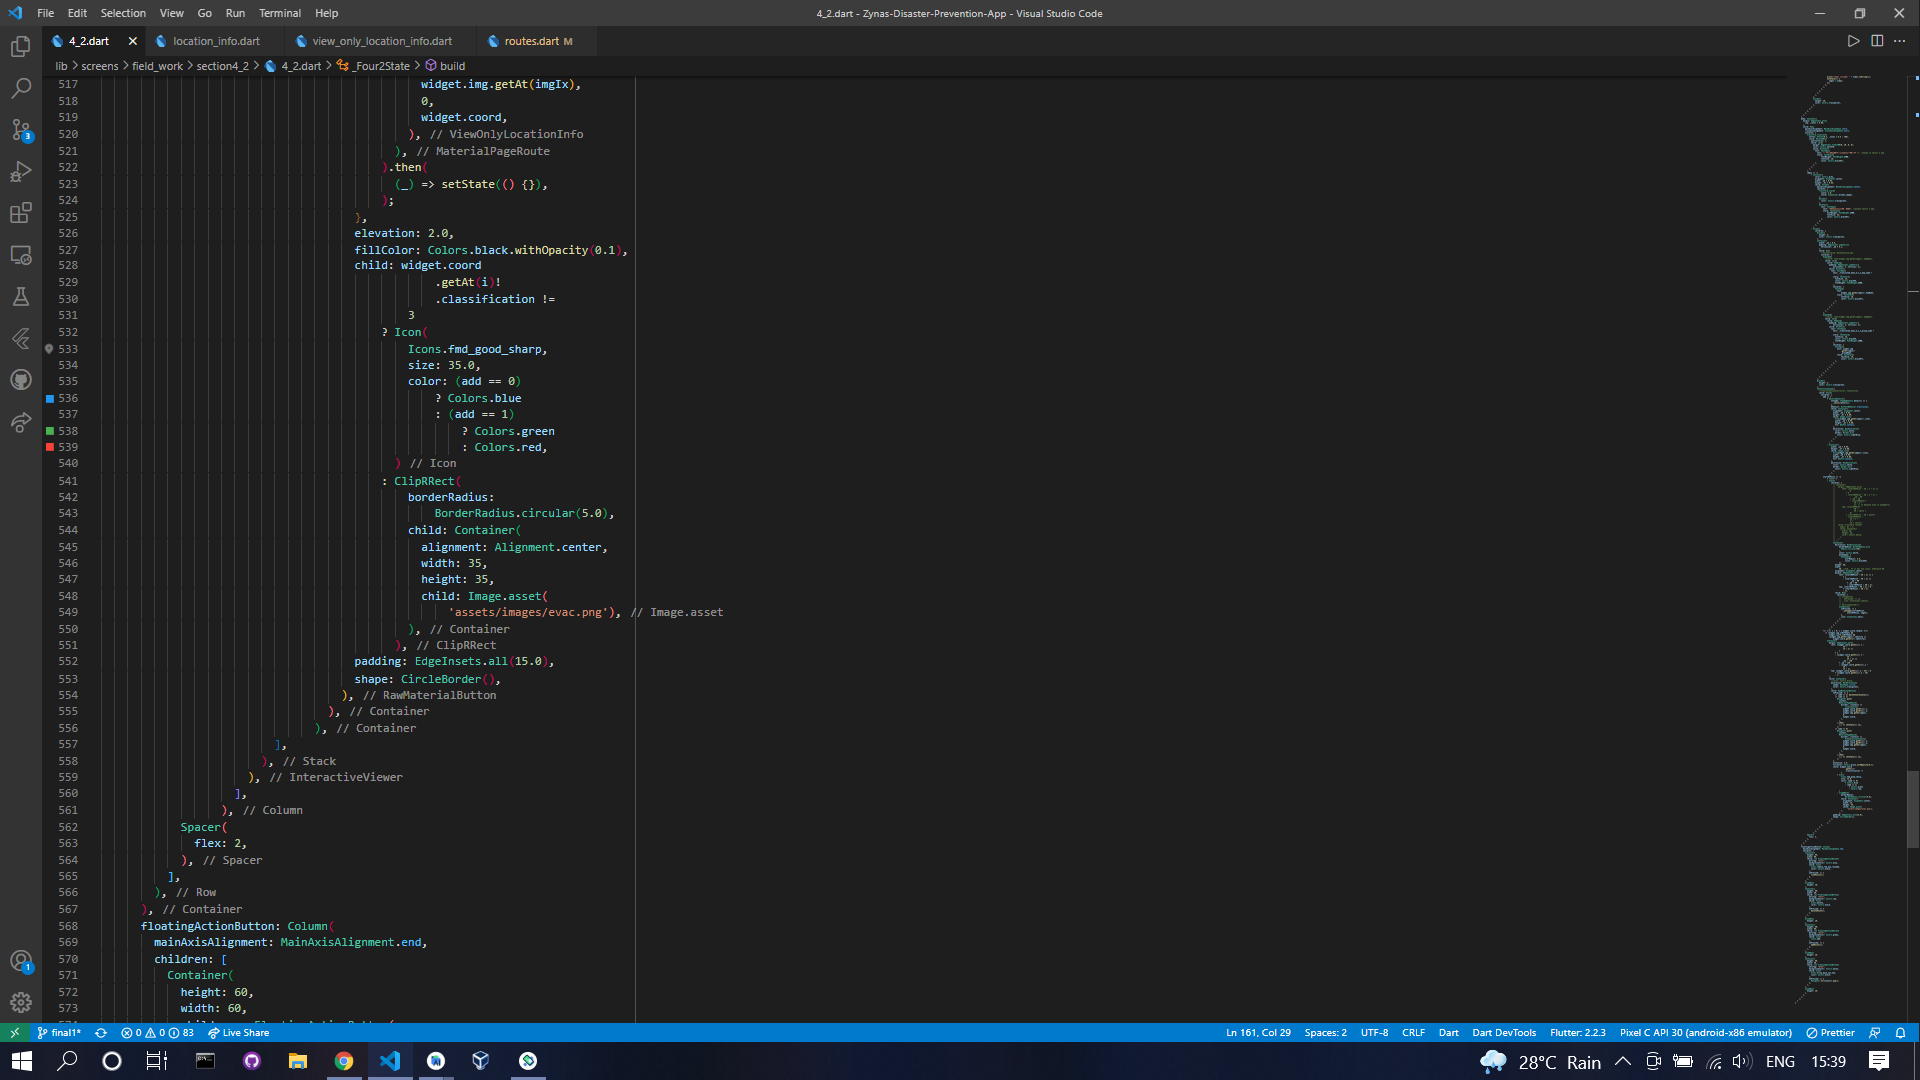 File Edit Selection View Go Run Terminal Help
4_2.dart - Zynas-Disaster-Prevention-App - Visual Studio Code
4_2.dart location_info.dart view_only_location_info.dart routes.dart M
lib > screens > field_work > section4_2 > 4_2.dart > _Four2State > build
517 widget.img.getAt(imgIx),
518 0,
519 widget.coord,
520 ), // ViewOnlyLocationInfo
521 ), // MaterialPageRoute
522 ).then(
523 (_) => setState(() {}),
524 );
525 },
526 elevation: 2.0,
527 fillColor: Colors.black.withOpacity(0.1),
528 child: widget.coord
529 .getAt(i)!
530 .classification !=
531 3
532 ? Icon(
533 Icons.fmd_good_sharp,
534 size: 35.0,
535 color: (add == 0)
536 ? Colors.blue
537 : (add == 1)
538 ? Colors.green
539 : Colors.red,
540 ) // Icon
541 : ClipRRect(
542 borderRadius:
543 BorderRadius.circular(5.0),
544 child: Container(
545 alignment: Alignment.center,
546 width: 35,
547 height: 35,
548 child: Image.asset(
549 'assets/images/evac.png'), // Image.asset
550 ), // Container
551 ), // ClipRRect
552 padding: EdgeInsets.all(15.0),
553 shape: CircleBorder(),
554 ), // RawMaterialButton
555 ), // Container
556 ), // Container
557 ],
558 ), // Stack
559 ), // InteractiveViewer
560 ],
561 ), // Column
562 Spacer(
563 flex: 2,
564 ), // Spacer
565 ],
566 ), // Row
567 ), // Container
568 floatingActionButton: Column(
569 mainAxisAlignment: MainAxisAlignment.end,
570 children: [
571 Container(
572 height: 60,
573 width: 60,
3
1
final1* 0 0 83 Live Share Ln 161, Col 29 Spaces: 2 UTF-8 CRLF Dart Dart DevTools Flutter: 2.2.3 Pixel C API 30 (android-x86 emulator) Prettier
28°C Rain ENG 15:39